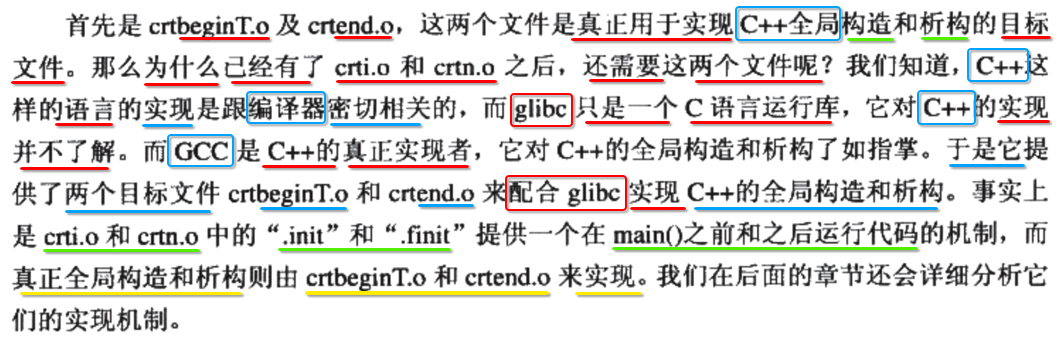 首先是 crtbeginT.o 及 crtend.o，这两个文件是真正用于实现 C++全局构造和析构的目标
文件。那么为什么已经有了 crti.o 和 crtn.o 之后，还需要这两个文件呢？我们知道，C++这
样的语言的实现是跟编译器密切相关的，而 glibc 只是一个 C 语言运行库，它对 C++的实现
并不了解。而 GCC 是 C++的真正实现者，它对 C++的全局构造和析构了如指掌。于是它提
供了两个目标文件 crtbeginT.o 和 crtend.o 来配合 glibc 实现 C++的全局构造和析构。事实上
是 crti.o 和 crtn.o 中的“.init”和“.finit”提供一个在 main()之前和之后运行代码的机制，而
真正全局构造和析构则由 crtbeginT.o 和 crtend.o 来实现。我们在后面的章节还会详细分析它
们的实现机制。